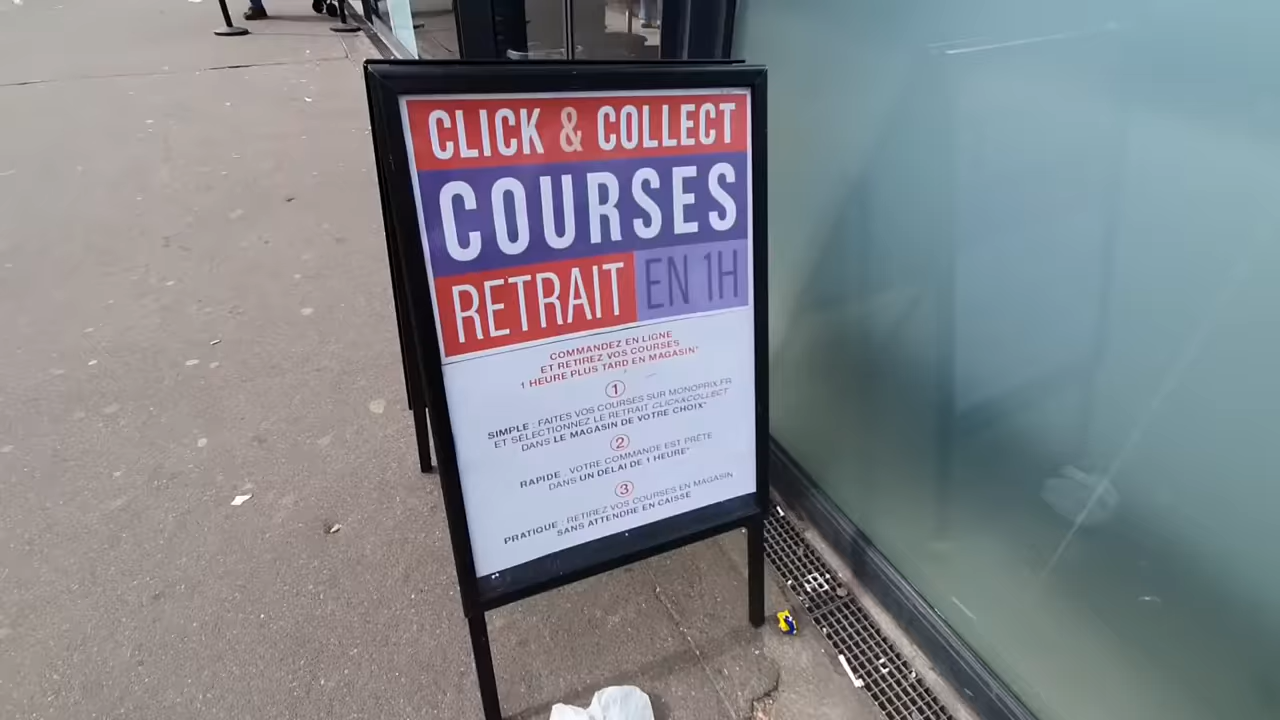 CLICK & COLLECT
COURSES
RETRAIT EN 1H
COMMANDEZ EN LIGNE
ET RETIREZ VOS COURSES
1 HEURE PLUS TARD EN MAGASIN*
1
SIMPLE : FAITES VOS COURSES SUR MONOPRIX.FR
ET SÉLECTIONNEZ LE RETRAIT CLICK&COLLECT
DANS LE MAGASIN DE VOTRE CHOIX*
2
RAPIDE : VOTRE COMMANDE EST PRÊTE
DANS UN DÉLAI DE 1 HEURE*
3
PRATIQUE : RETIREZ VOS COURSES EN MAGASIN
SANS ATTENDRE EN CAISSE